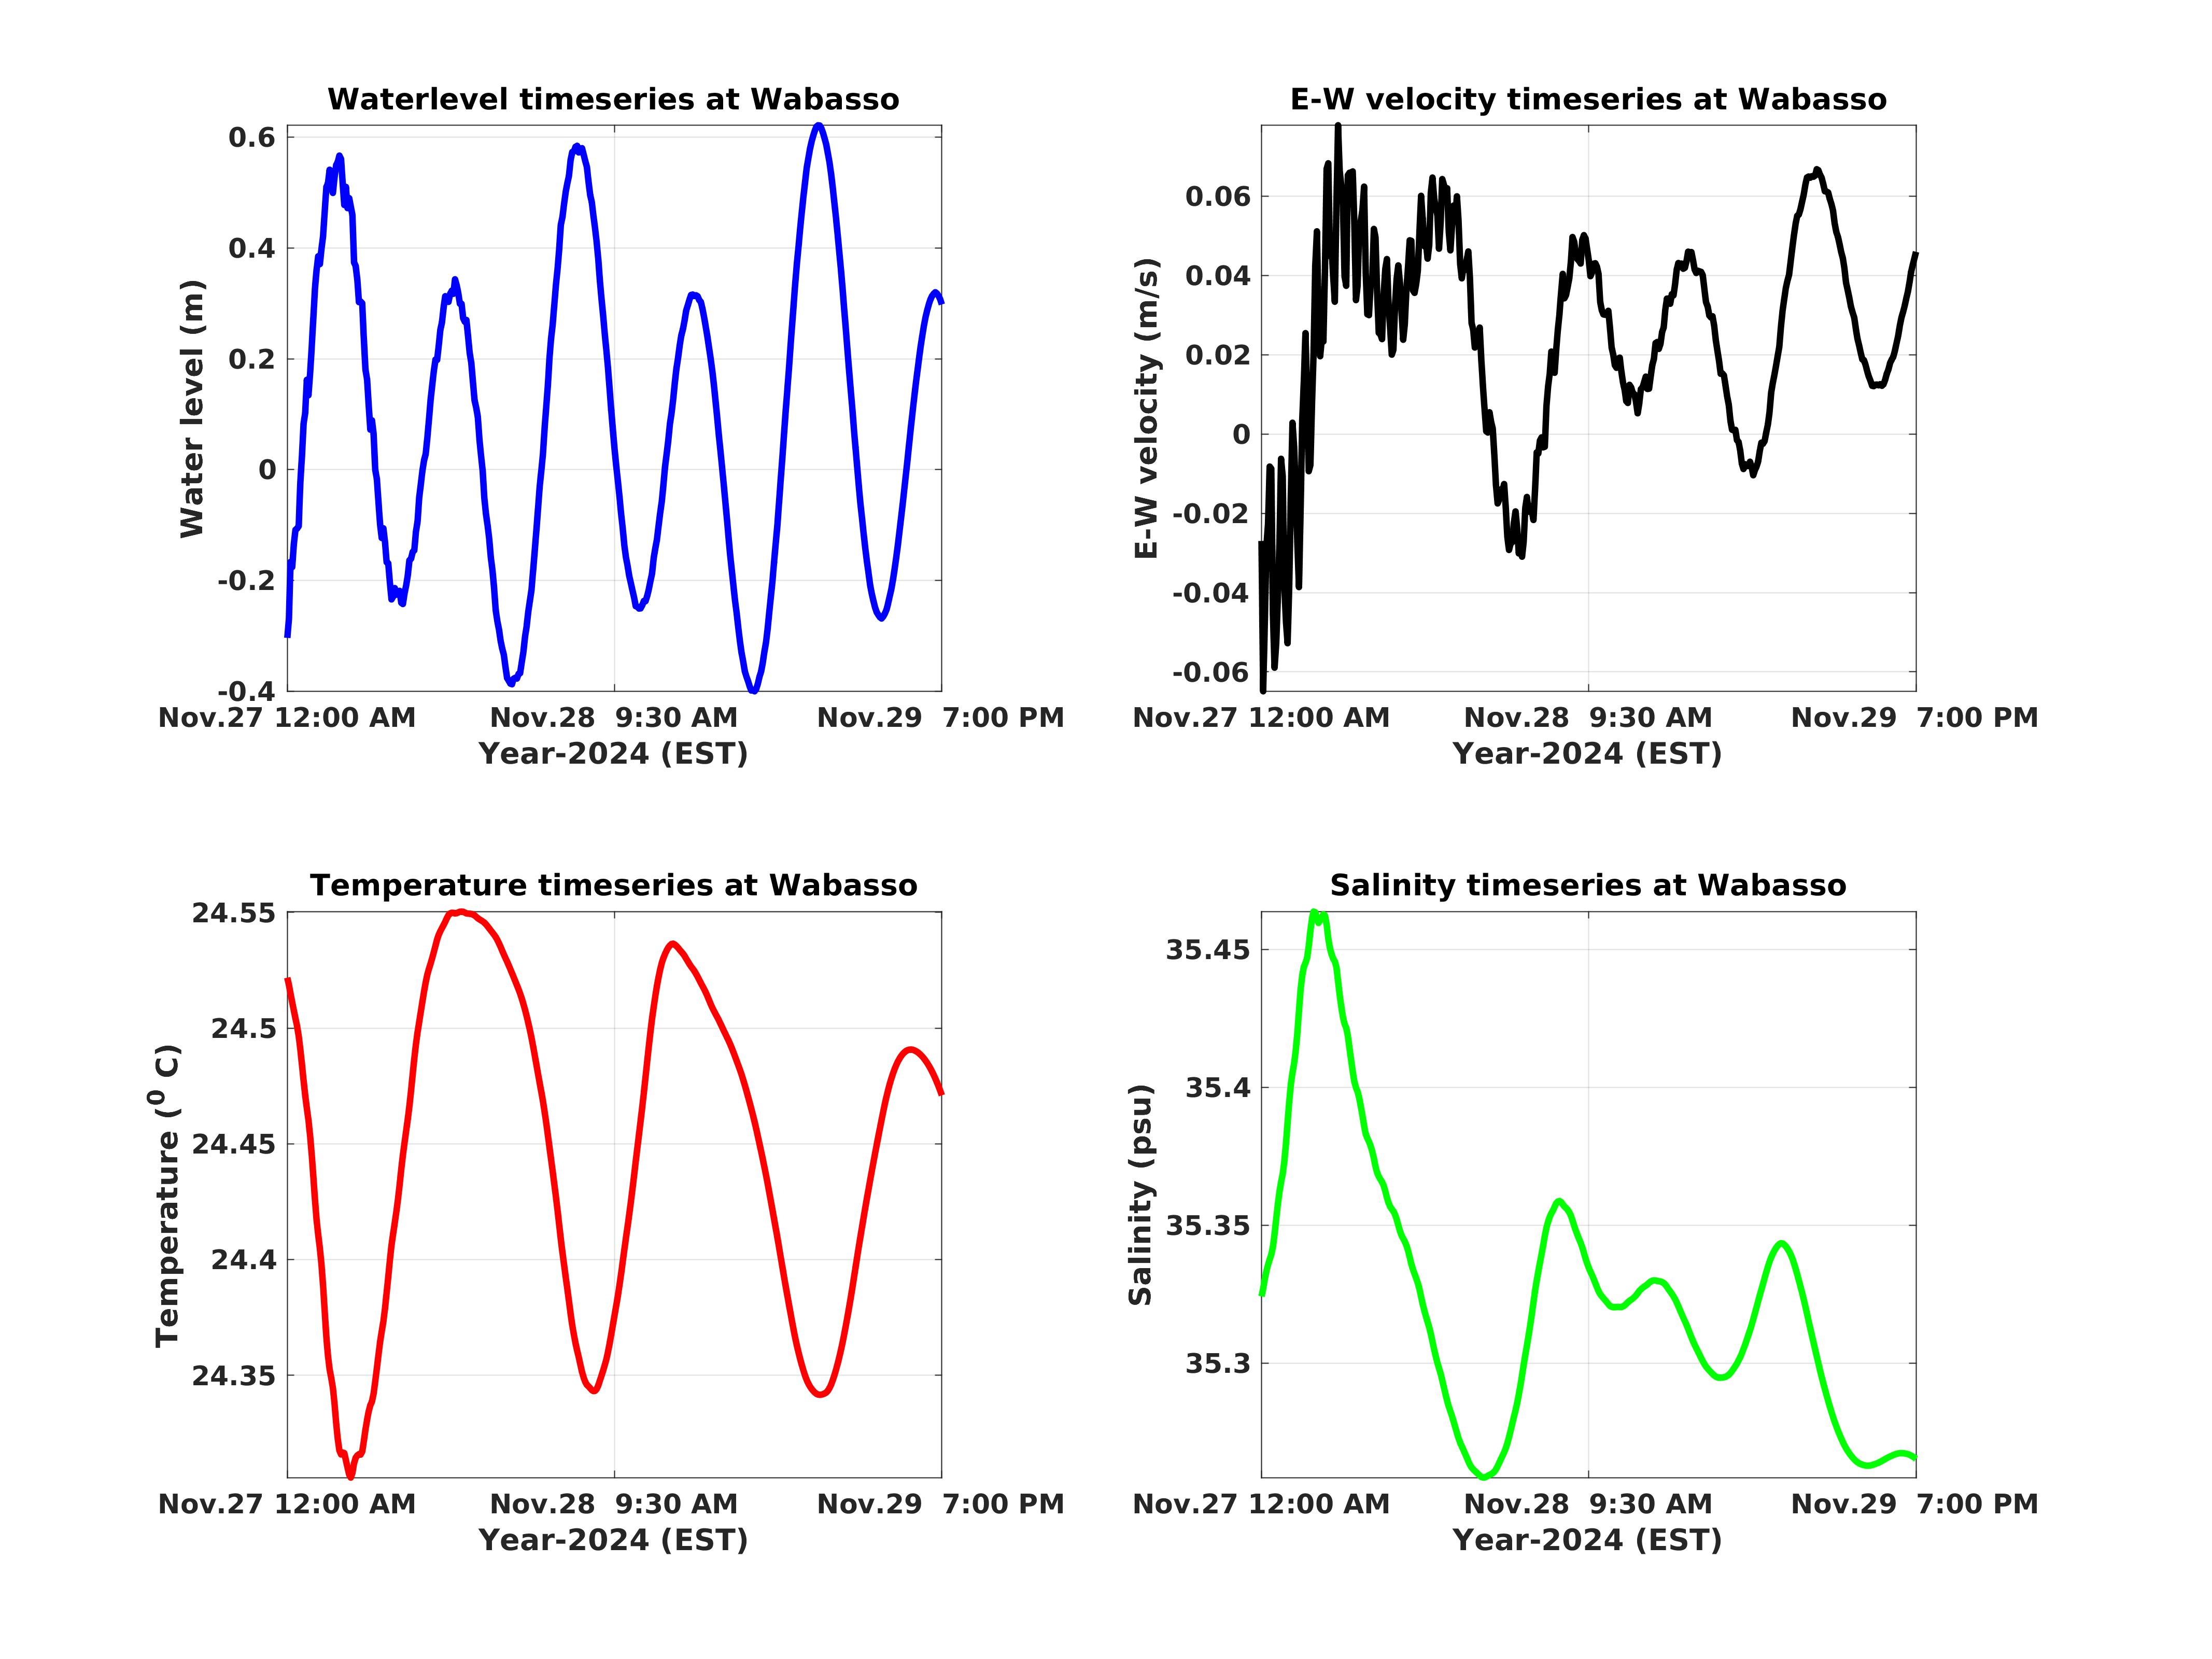 Waterlevel timeseries at Wabasso
0.6
0.4
0.2
0
-0.2
-0.4
Water level (m)
Nov.27 12:00 AM
Nov.28 9:30 AM
Nov.29 7:00 PM
Year-2024 (EST)
E-W velocity timeseries at Wabasso
0.06
0.04
0.02
0
-0.02
-0.04
-0.06
E-W velocity (m/s)
Nov.27 12:00 AM
Nov.28 9:30 AM
Nov.29 7:00 PM
Year-2024 (EST)
Temperature timeseries at Wabasso
24.55
24.5
24.45
24.4
24.35
Temperature (⁰ C)
Nov.27 12:00 AM
Nov.28 9:30 AM
Nov.29 7:00 PM
Year-2024 (EST)
Salinity timeseries at Wabasso
35.45
35.4
35.35
35.3
Salinity (psu)
Nov.27 12:00 AM
Nov.28 9:30 AM
Nov.29 7:00 PM
Year-2024 (EST)